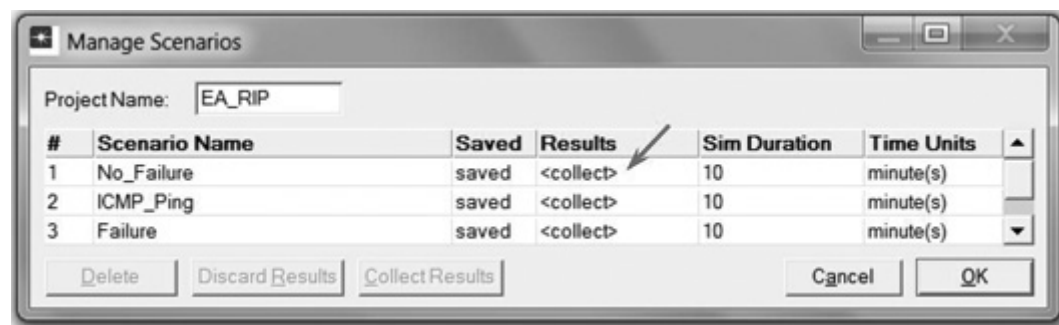 Manage Scenarios
Project Name: EA_RIP
# Scenario Name Saved Results Sim Duration Time Units
1 No_Failure saved <collect> 10 minute(s)
2 ICMP_Ping saved <collect> 10 minute(s)
3 Failure saved <collect> 10 minute(s)
Delete Discard Results Collect Results Cancel OK